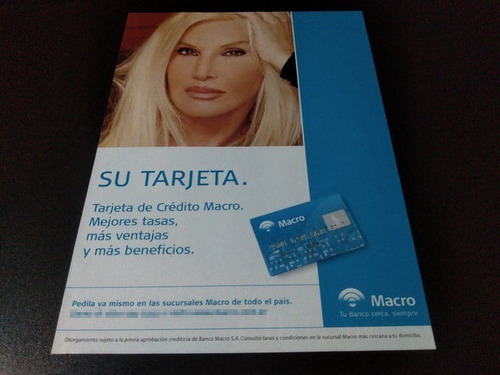 SU TARJETA.
Tarjeta de Crédito Macro.
Mejores tasas,
más ventajas
y más beneficios.
Macro
Pedila ya mismo en las sucursales Macro de todo el país.
Macro
Tu Banco cerca, siempre
Otorgamiento sujeto a la previa aprobación crediticia de Banco Macro S.A. Consultá tasas y condiciones en la sucursal Macro más cercana a tu domicilio.